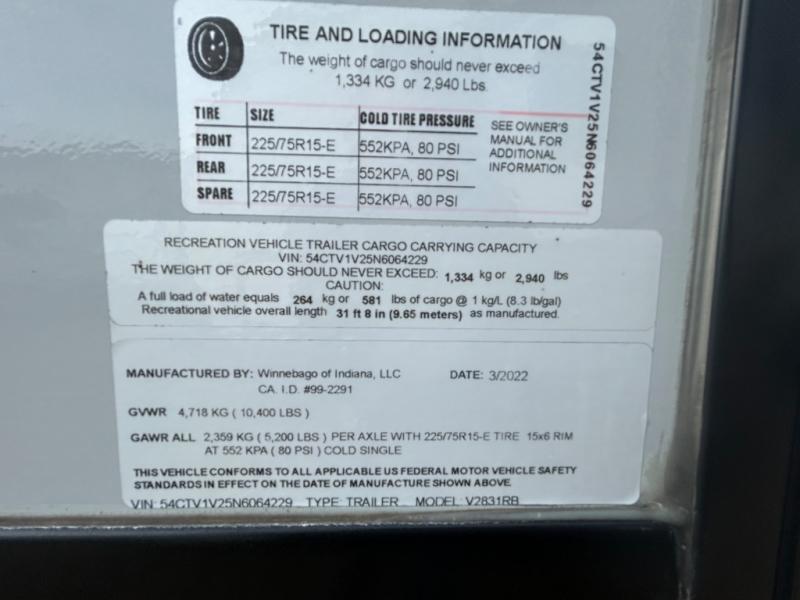 TIRE AND LOADING INFORMATION
The weight of cargo should never exceed
1,334 KG or 2,940 Lbs.
TIRE SIZE COLD TIRE PRESSURE
FRONT 225/75R15-E 552KPA, 80 PSI
REAR 225/75R15-E 552KPA, 80 PSI
SPARE 225/75R15-E 552KPA, 80 PSI
SEE OWNER'S
MANUAL FOR
ADDITIONAL
INFORMATION
54CTV1V25N6064229
RECREATION VEHICLE TRAILER CARGO CARRYING CAPACITY
VIN: 54CTV1V25N6064229
THE WEIGHT OF CARGO SHOULD NEVER EXCEED: 1,334 kg or 2,940 lbs
CAUTION:
A full load of water equals 264 kg or 581 lbs of cargo @ 1 kg/L (8.3 lb/gal)
Recreational vehicle overall length 31 ft 8 in (9.65 meters) as manufactured.
MANUFACTURED BY: Winnebago of Indiana, LLC DATE: 3/2022
CA. I.D. #99-2291
GVWR 4,718 KG ( 10,400 LBS )
GAWR ALL 2,359 KG ( 5,200 LBS ) PER AXLE WITH 225/75R15-E TIRE 15x6 RIM
AT 552 KPA ( 80 PSI ) COLD SINGLE
THIS VEHICLE CONFORMS TO ALL APPLICABLE US FEDERAL MOTOR VEHICLE SAFETY
STANDARDS IN EFFECT ON THE DATE OF MANUFACTURE SHOWN ABOVE.
VIN: 54CTV1V25N6064229 TYPE: TRAILER MODEL: V2831RB